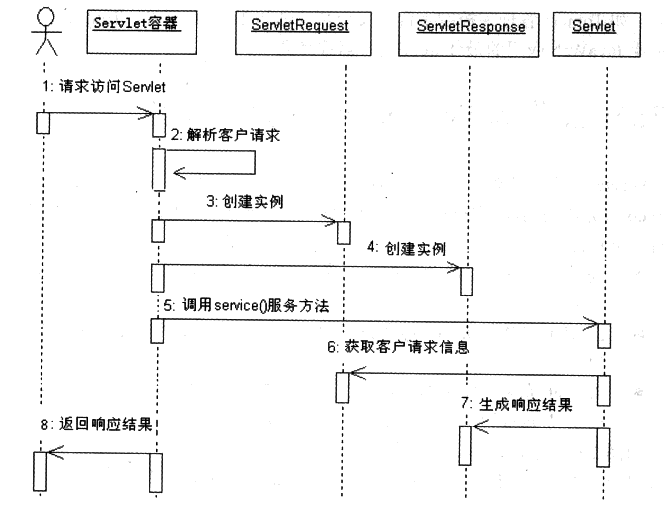 Servlet容器
ServletRequest
ServletResponse
Servlet
1: 请求访问Servlet
2: 解析客户请求
3: 创建实例
4: 创建实例
5: 调用service()服务方法
6: 获取客户请求信息
7: 生成响应结果
8: 返回响应结果